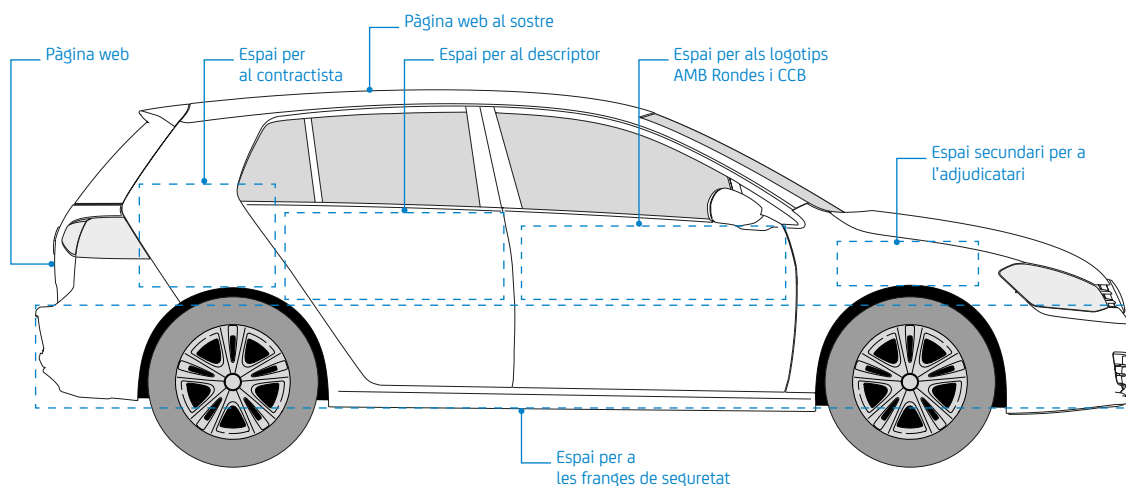 Pàgina web al sostre
Pàgina web
Espai per
al contractista
Espai per al descriptor
Espai per als logotips
AMB Rondes i CCB
Espai secundari per a
l’adjudicatari
Espai per a
les franges de seguretat